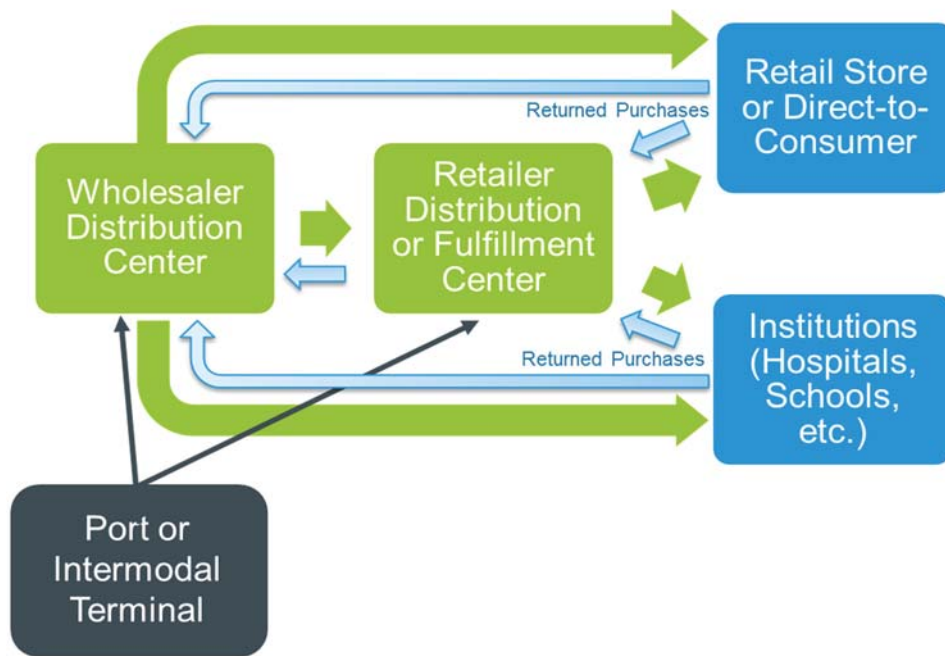 Retail Store
or Direct-to-
Consumer
Returned Purchases
Wholesaler
Distribution
Center
Retailer
Distribution
or Fulfillment
Center
Institutions
(Hospitals,
Schools,
etc.)
Returned Purchases
Port or
Intermodal
Terminal